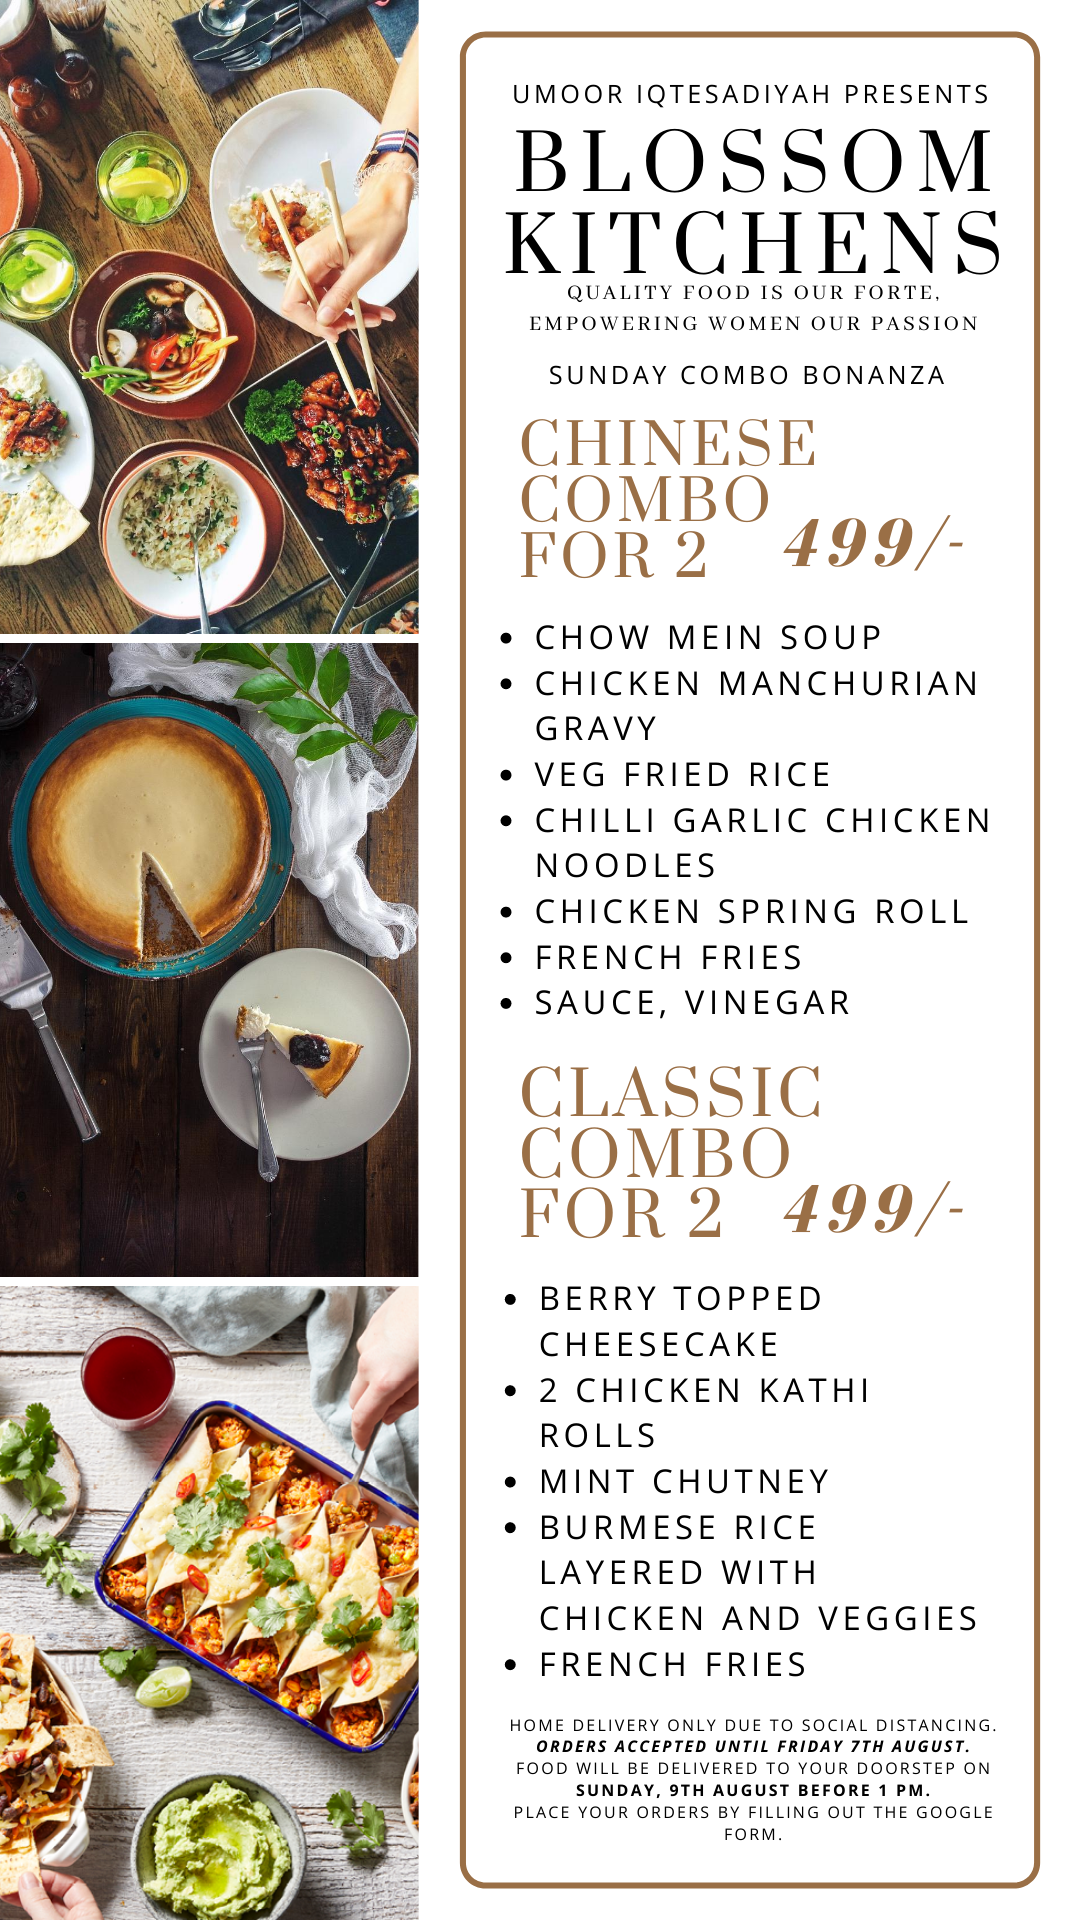 UMOOR IQTESADIYAH PRESENTS
BLOSSOM
KITCHENS
QUALITY FOOD IS OUR FORTE,
EMPOWERING WOMEN OUR PASSION
SUNDAY COMBO BONANZA
CHINESE
COMBO
FOR 2 499/-
• CHOW MEIN SOUP
• CHICKEN MANCHURIAN
GRAVY
• VEG FRIED RICE
• CHILLI GARLIC CHICKEN
NOODLES
• CHICKEN SPRING ROLL
• FRENCH FRIES
• SAUCE, VINEGAR
CLASSIC
COMBO
FOR 2 499/-
• BERRY TOPPED
CHEESECAKE
• 2 CHICKEN KATHI
ROLLS
• MINT CHUTNEY
• BURMESE RICE
LAYERED WITH
CHICKEN AND VEGGIES
• FRENCH FRIES
HOME DELIVERY ONLY DUE TO SOCIAL DISTANCING.
ORDERS ACCEPTED UNTIL FRIDAY 7TH AUGUST.
FOOD WILL BE DELIVERED TO YOUR DOORSTEP ON
SUNDAY, 9TH AUGUST BEFORE 1 PM.
PLACE YOUR ORDERS BY FILLING OUT THE GOOGLE
FORM.